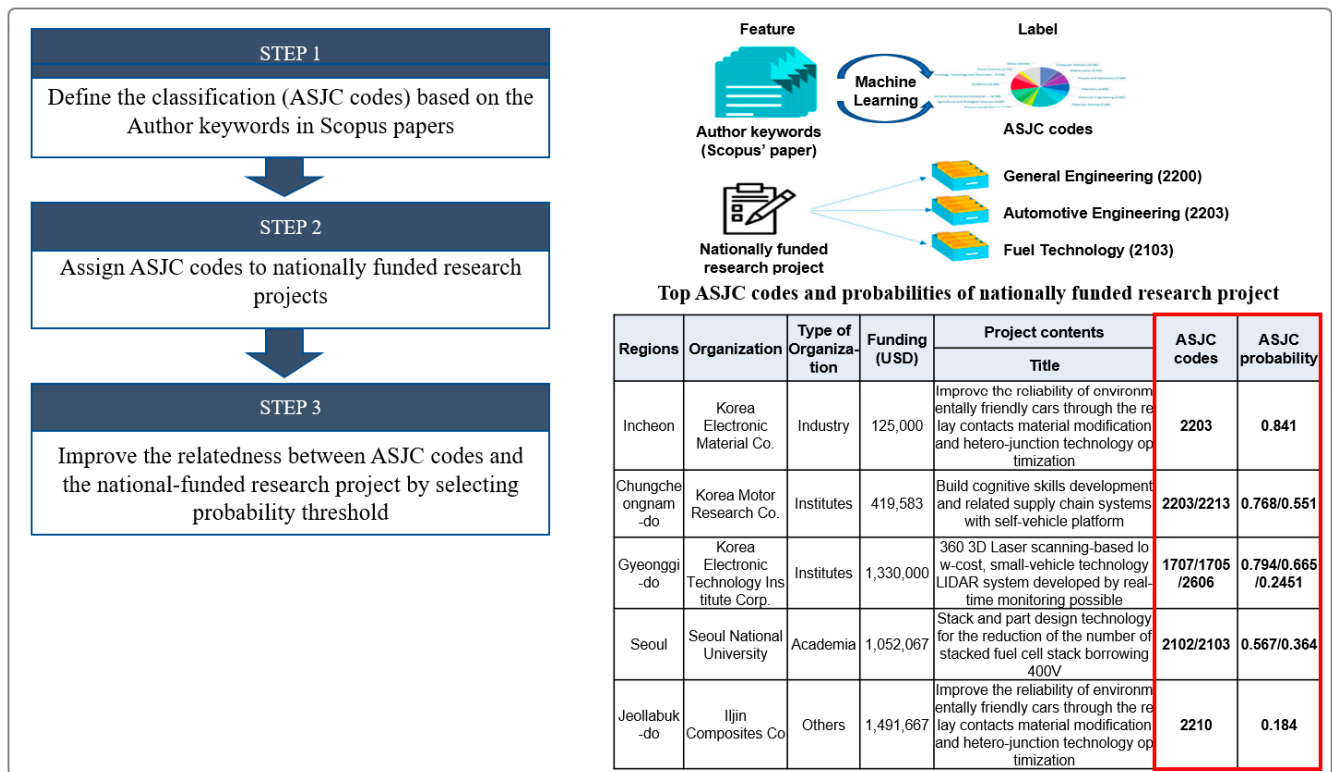 STEP 1
Define the classification (ASJC codes) based on the
Author keywords in Scopus papers
STEP 2
Assign ASJC codes to nationally funded research
projects
STEP 3
Improve the relatedness between ASJC codes and
the national-funded research project by selecting
probability threshold
Feature
Label
Machine
Learning
Author keywords
(Scopus' paper)
ASJC codes
General Engineering (2200)
Automotive Engineering (2203)
Fuel Technology (2103)
Nationally funded
research project
Top ASJC codes and probabilities of nationally funded research project
Regions
Organization
Type of
Organiza-
tion
Funding
(USD)
Project contents
Title
ASJC
codes
ASJC
probability
Incheon
Korea
Electronic
Material Co.
Industry
125,000
Improve the reliability of environm
entally friendly cars through the re
lay contacts material modification
and hetero-junction technology op
timization
2203
0.841
Chungche
ongnam
-do
Korea Motor
Research Co.
Institutes
419,583
Build cognitive skills development
and related supply chain systems
with self-vehicle platform
2203/2213
0.768/0.551
Gyeonggi
-do
Korea
Electronic
Technology Ins
titute Corp.
Institutes
1,330,000
360 3D Laser scanning-based lo
w-cost, small-vehicle technology
LIDAR system developed by real-
time monitoring possible
1707/1705
/2606
0.794/0.665
/0.2451
Seoul
Seoul National
University
Academia
1,052,067
Stack and part design technology
for the reduction of the number of
stacked fuel cell stack borrowing
400V
2102/2103
0.567/0.364
Jeollabuk
-do
Iljin
Composites Co
Others
1,491,667
Improve the reliability of environm
entally friendly cars through the re
lay contacts material modification
and hetero-junction technology op
timization
2210
0.184